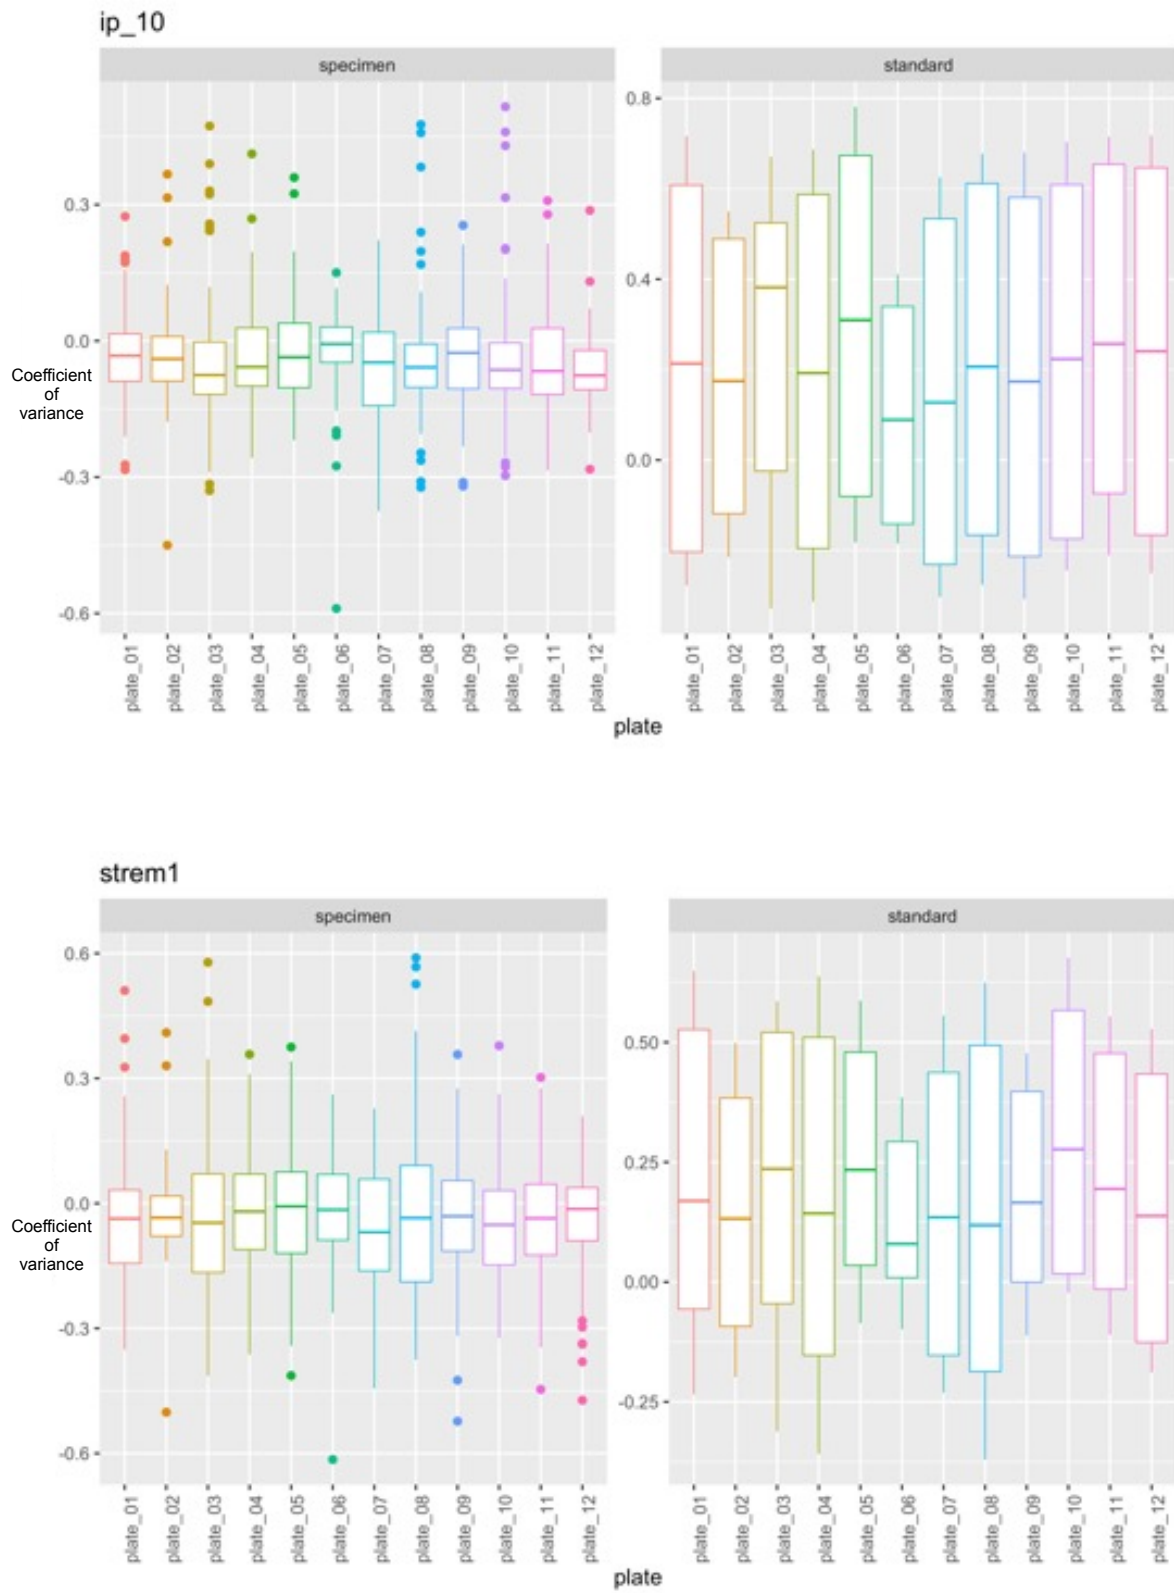 ip_10
specimen
standard
0.3
0.0
-0.3
-0.6
Coefficient
of
variance
0.8
0.4
0.0
plate_01
plate_02
plate_03
plate_04
plate_05
plate_06
plate_07
plate_08
plate_09
plate_10
plate_11
plate_12
plate_01
plate_02
plate_03
plate_04
plate_05
plate_06
plate_07
plate_08
plate_09
plate_10
plate_11
plate_12
plate
strem1
specimen
standard
0.6
0.3
0.0
-0.3
-0.6
Coefficient
of
variance
0.50
0.25
0.00
-0.25
plate_01
plate_02
plate_03
plate_04
plate_05
plate_06
plate_07
plate_08
plate_09
plate_10
plate_11
plate_12
plate_01
plate_02
plate_03
plate_04
plate_05
plate_06
plate_07
plate_08
plate_09
plate_10
plate_11
plate_12
plate